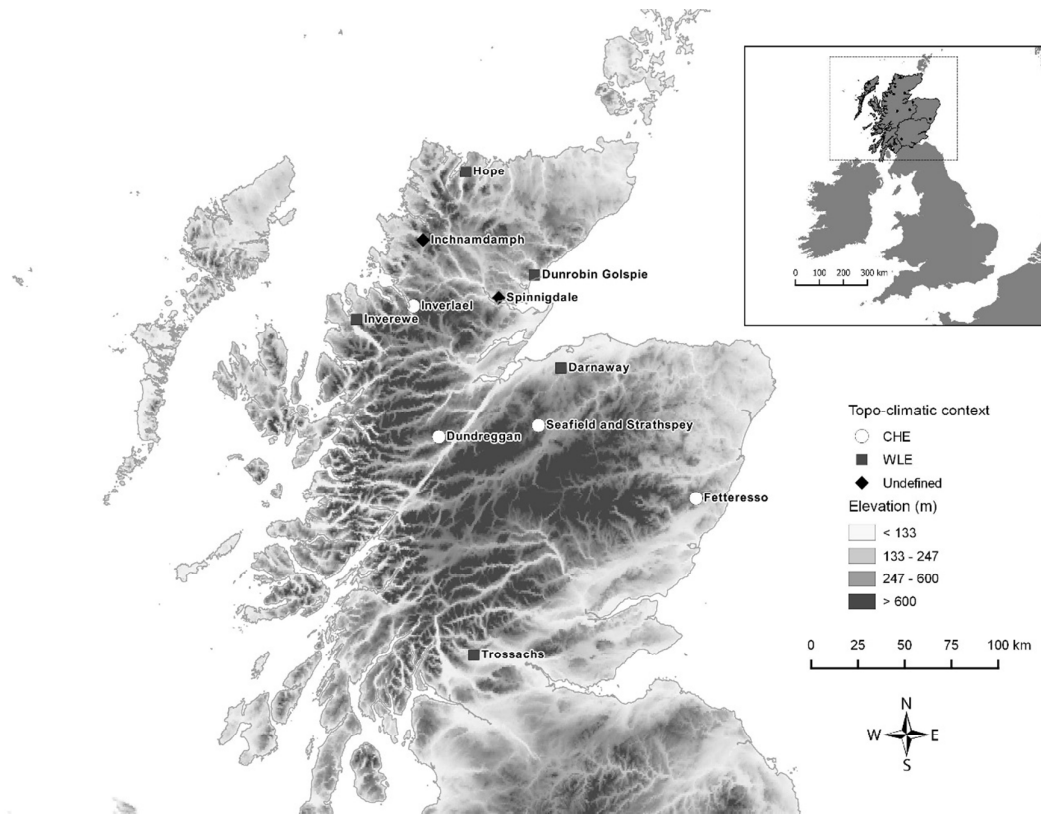 Hope
Inchnamdamph
Dunrobin Golspie
Spinnigdale
Inverlael
Inverewe
Darnaway
Seafield and Strathspey
Dundreggan
Fetteresso
Trossachs
0 100 200 300 km
Topo-climatic context
CHE
WLE
Undefined
Elevation (m)
< 133
133 - 247
247 - 600
> 600
0 25 50 75 100 km
N
W E
S